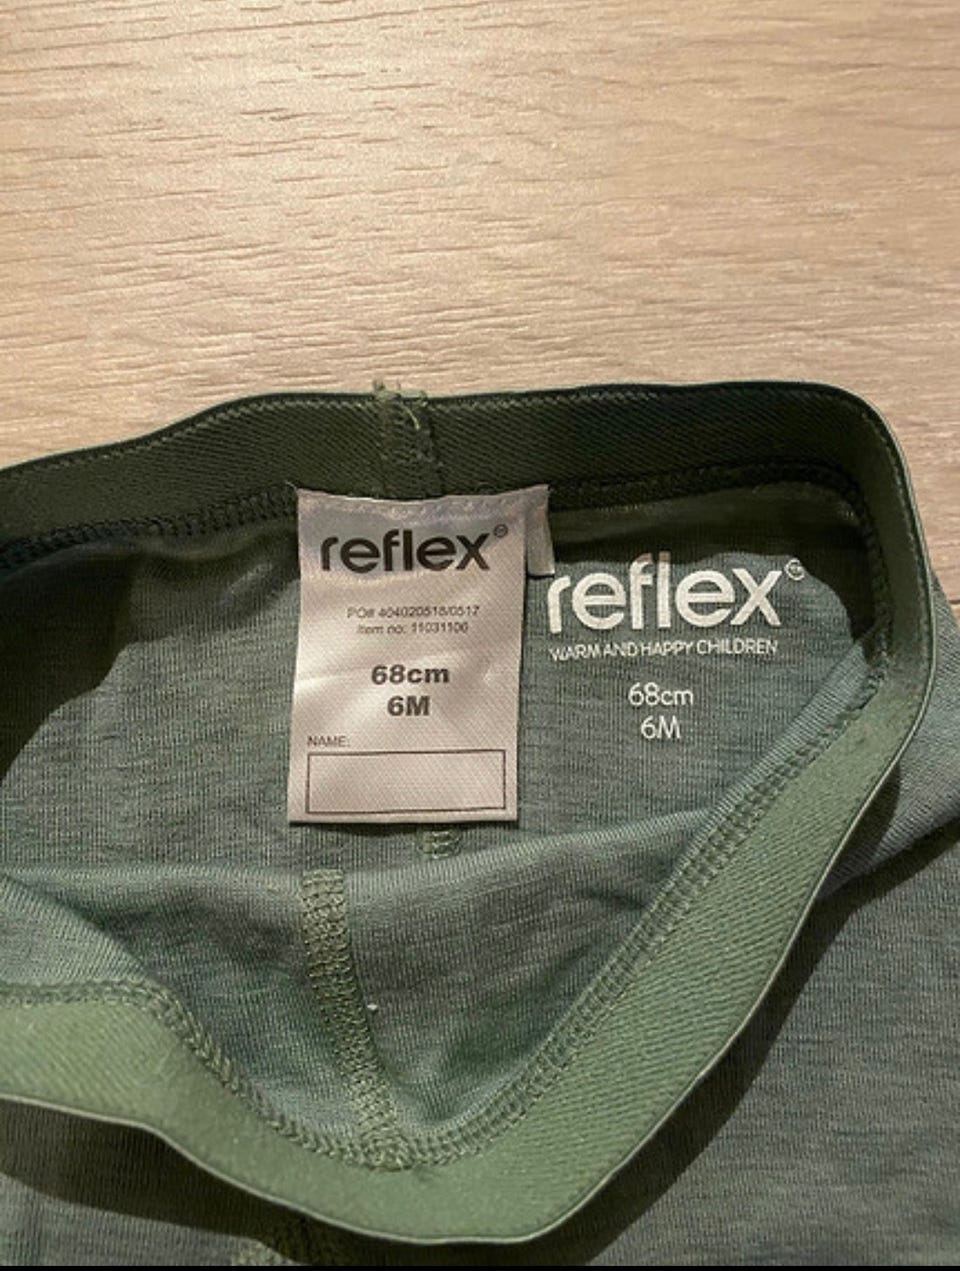 reflex®
PO# 404020518/0517
Item no: 11031106
68cm
6M
NAME:
reflex
WARM AND HAPPY CHILDREN
68cm
6M